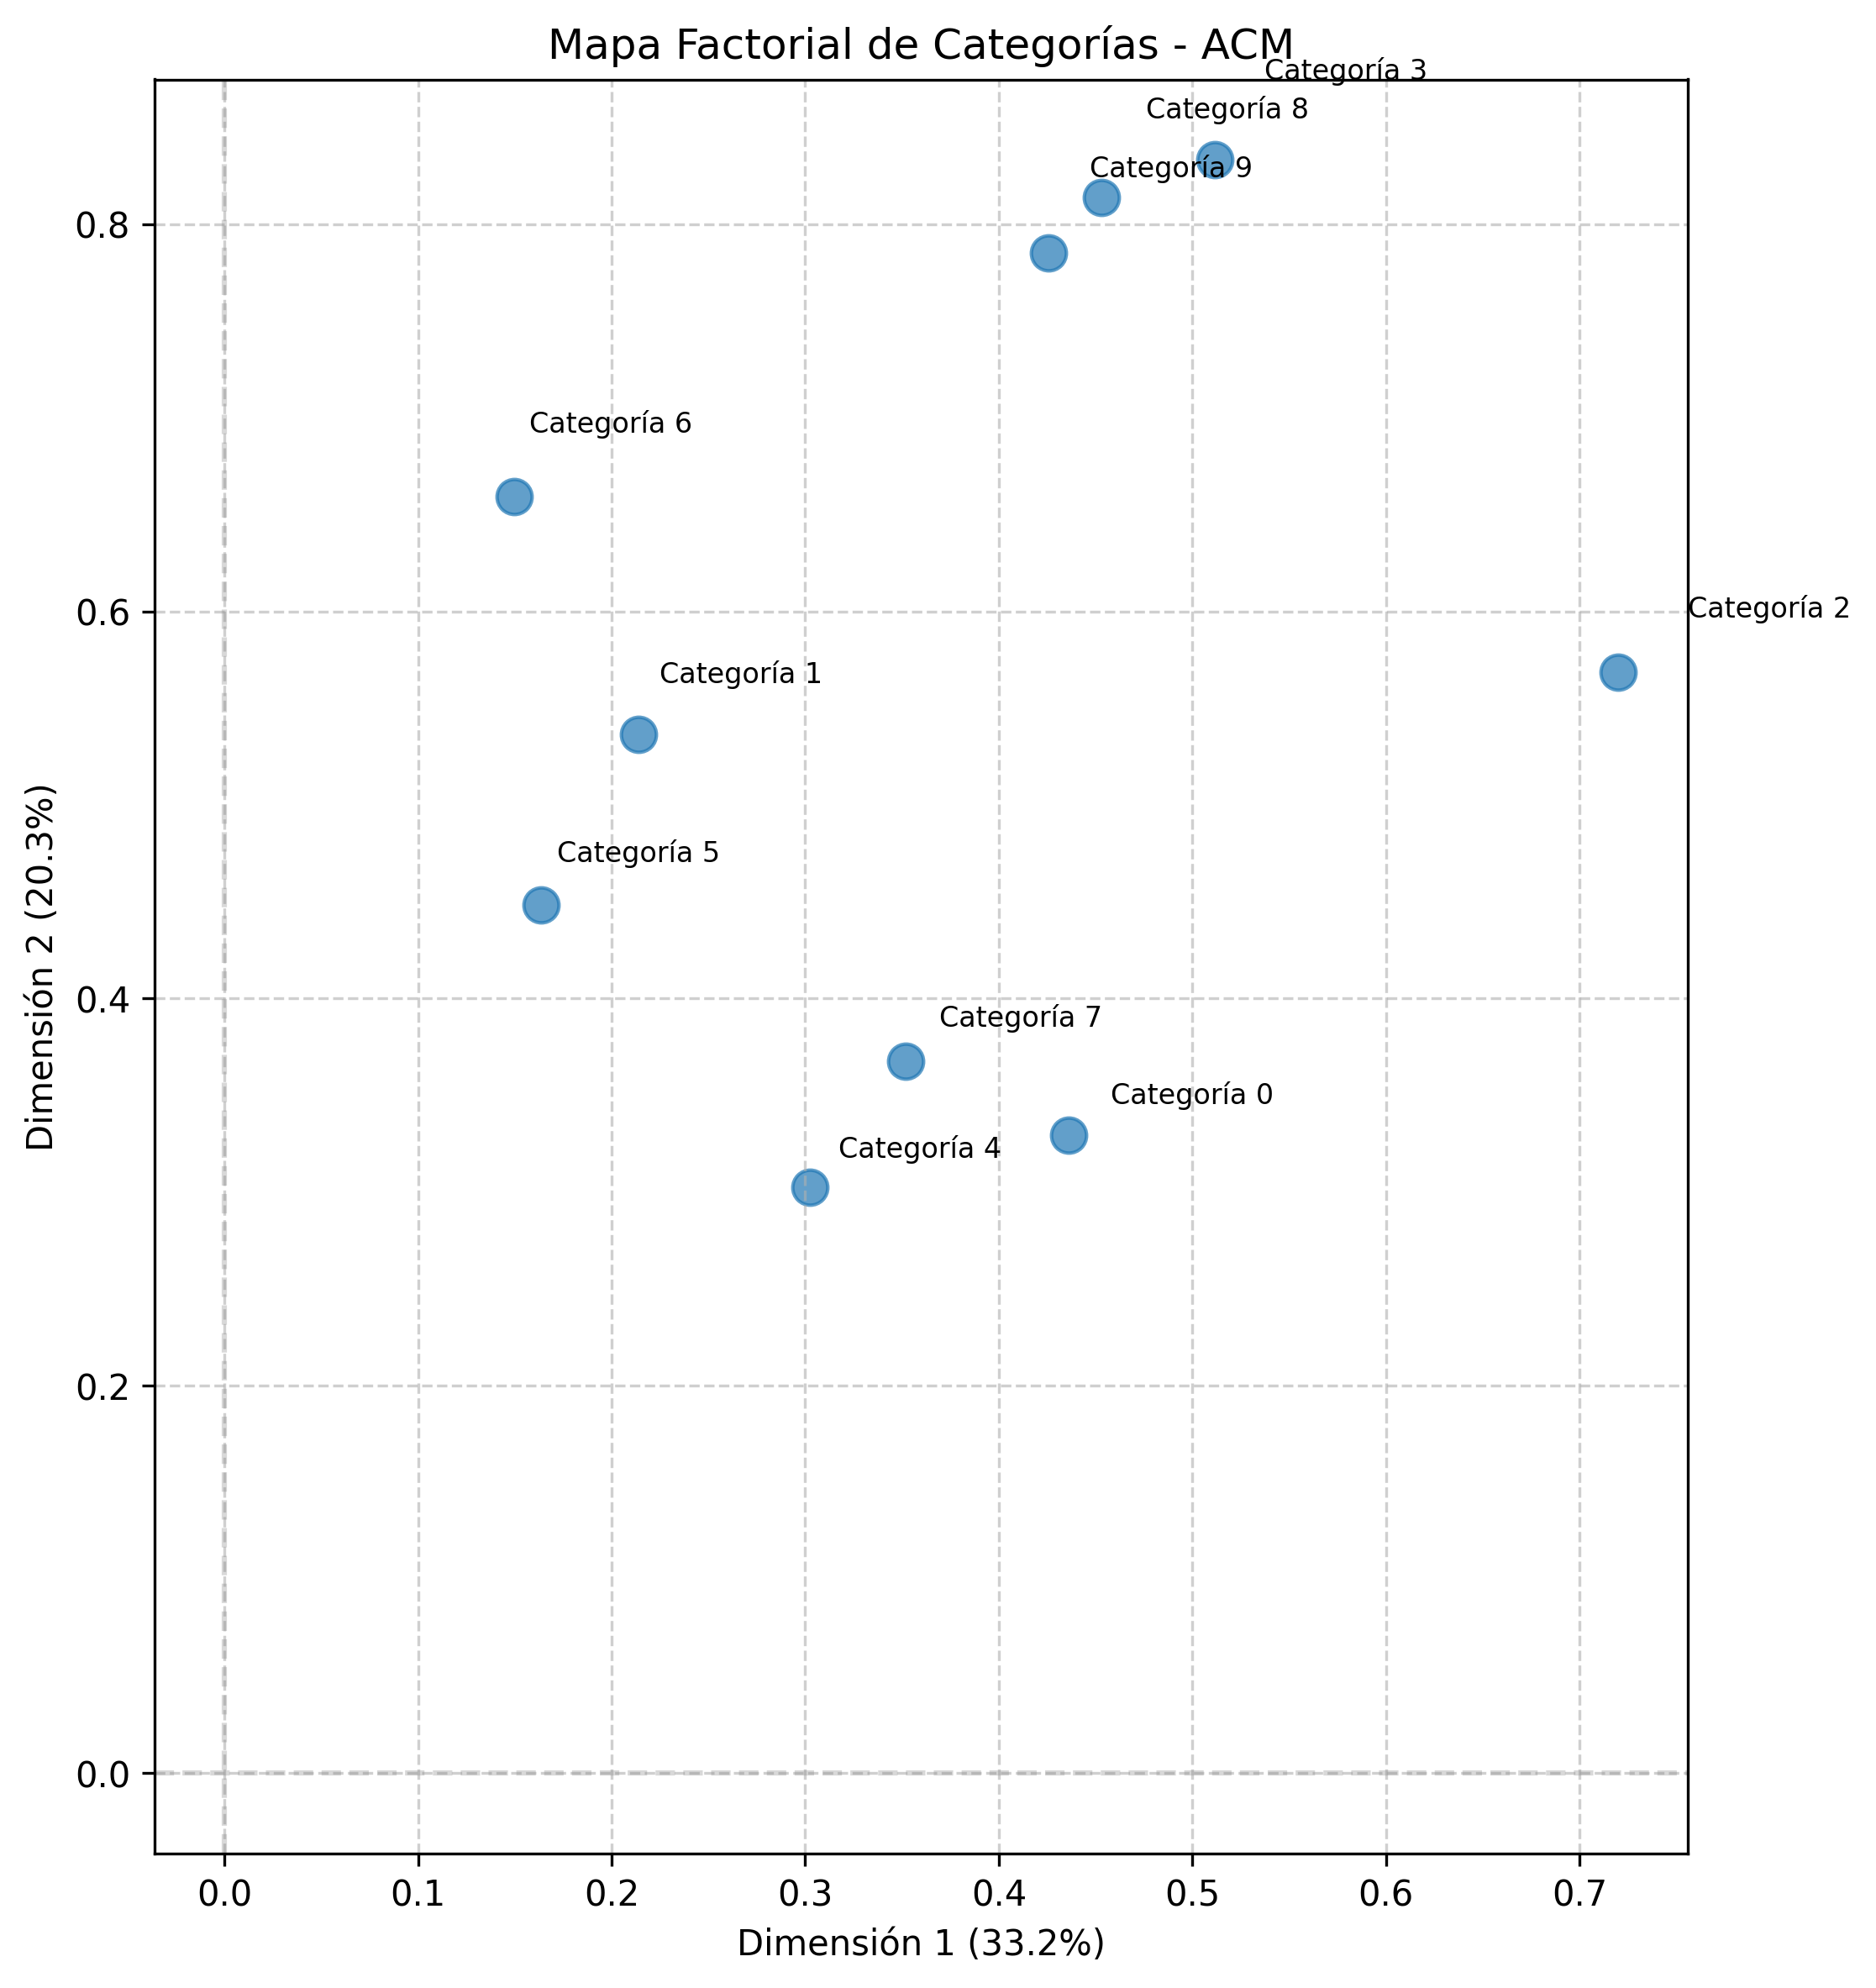 Mapa Factorial de Categorías - ACM
Categoría 3
Categoría 8
Categoría 9
0.8
Categoría 6
0.6
Categoría 2
Categoría 1
Categoría 5
Dimensión 2 (20.3%)
0.4
Categoría 7
Categoría 0
Categoría 4
0.2
0.0
0.0 0.1 0.2 0.3 0.4 0.5 0.6 0.7
Dimensión 1 (33.2%)